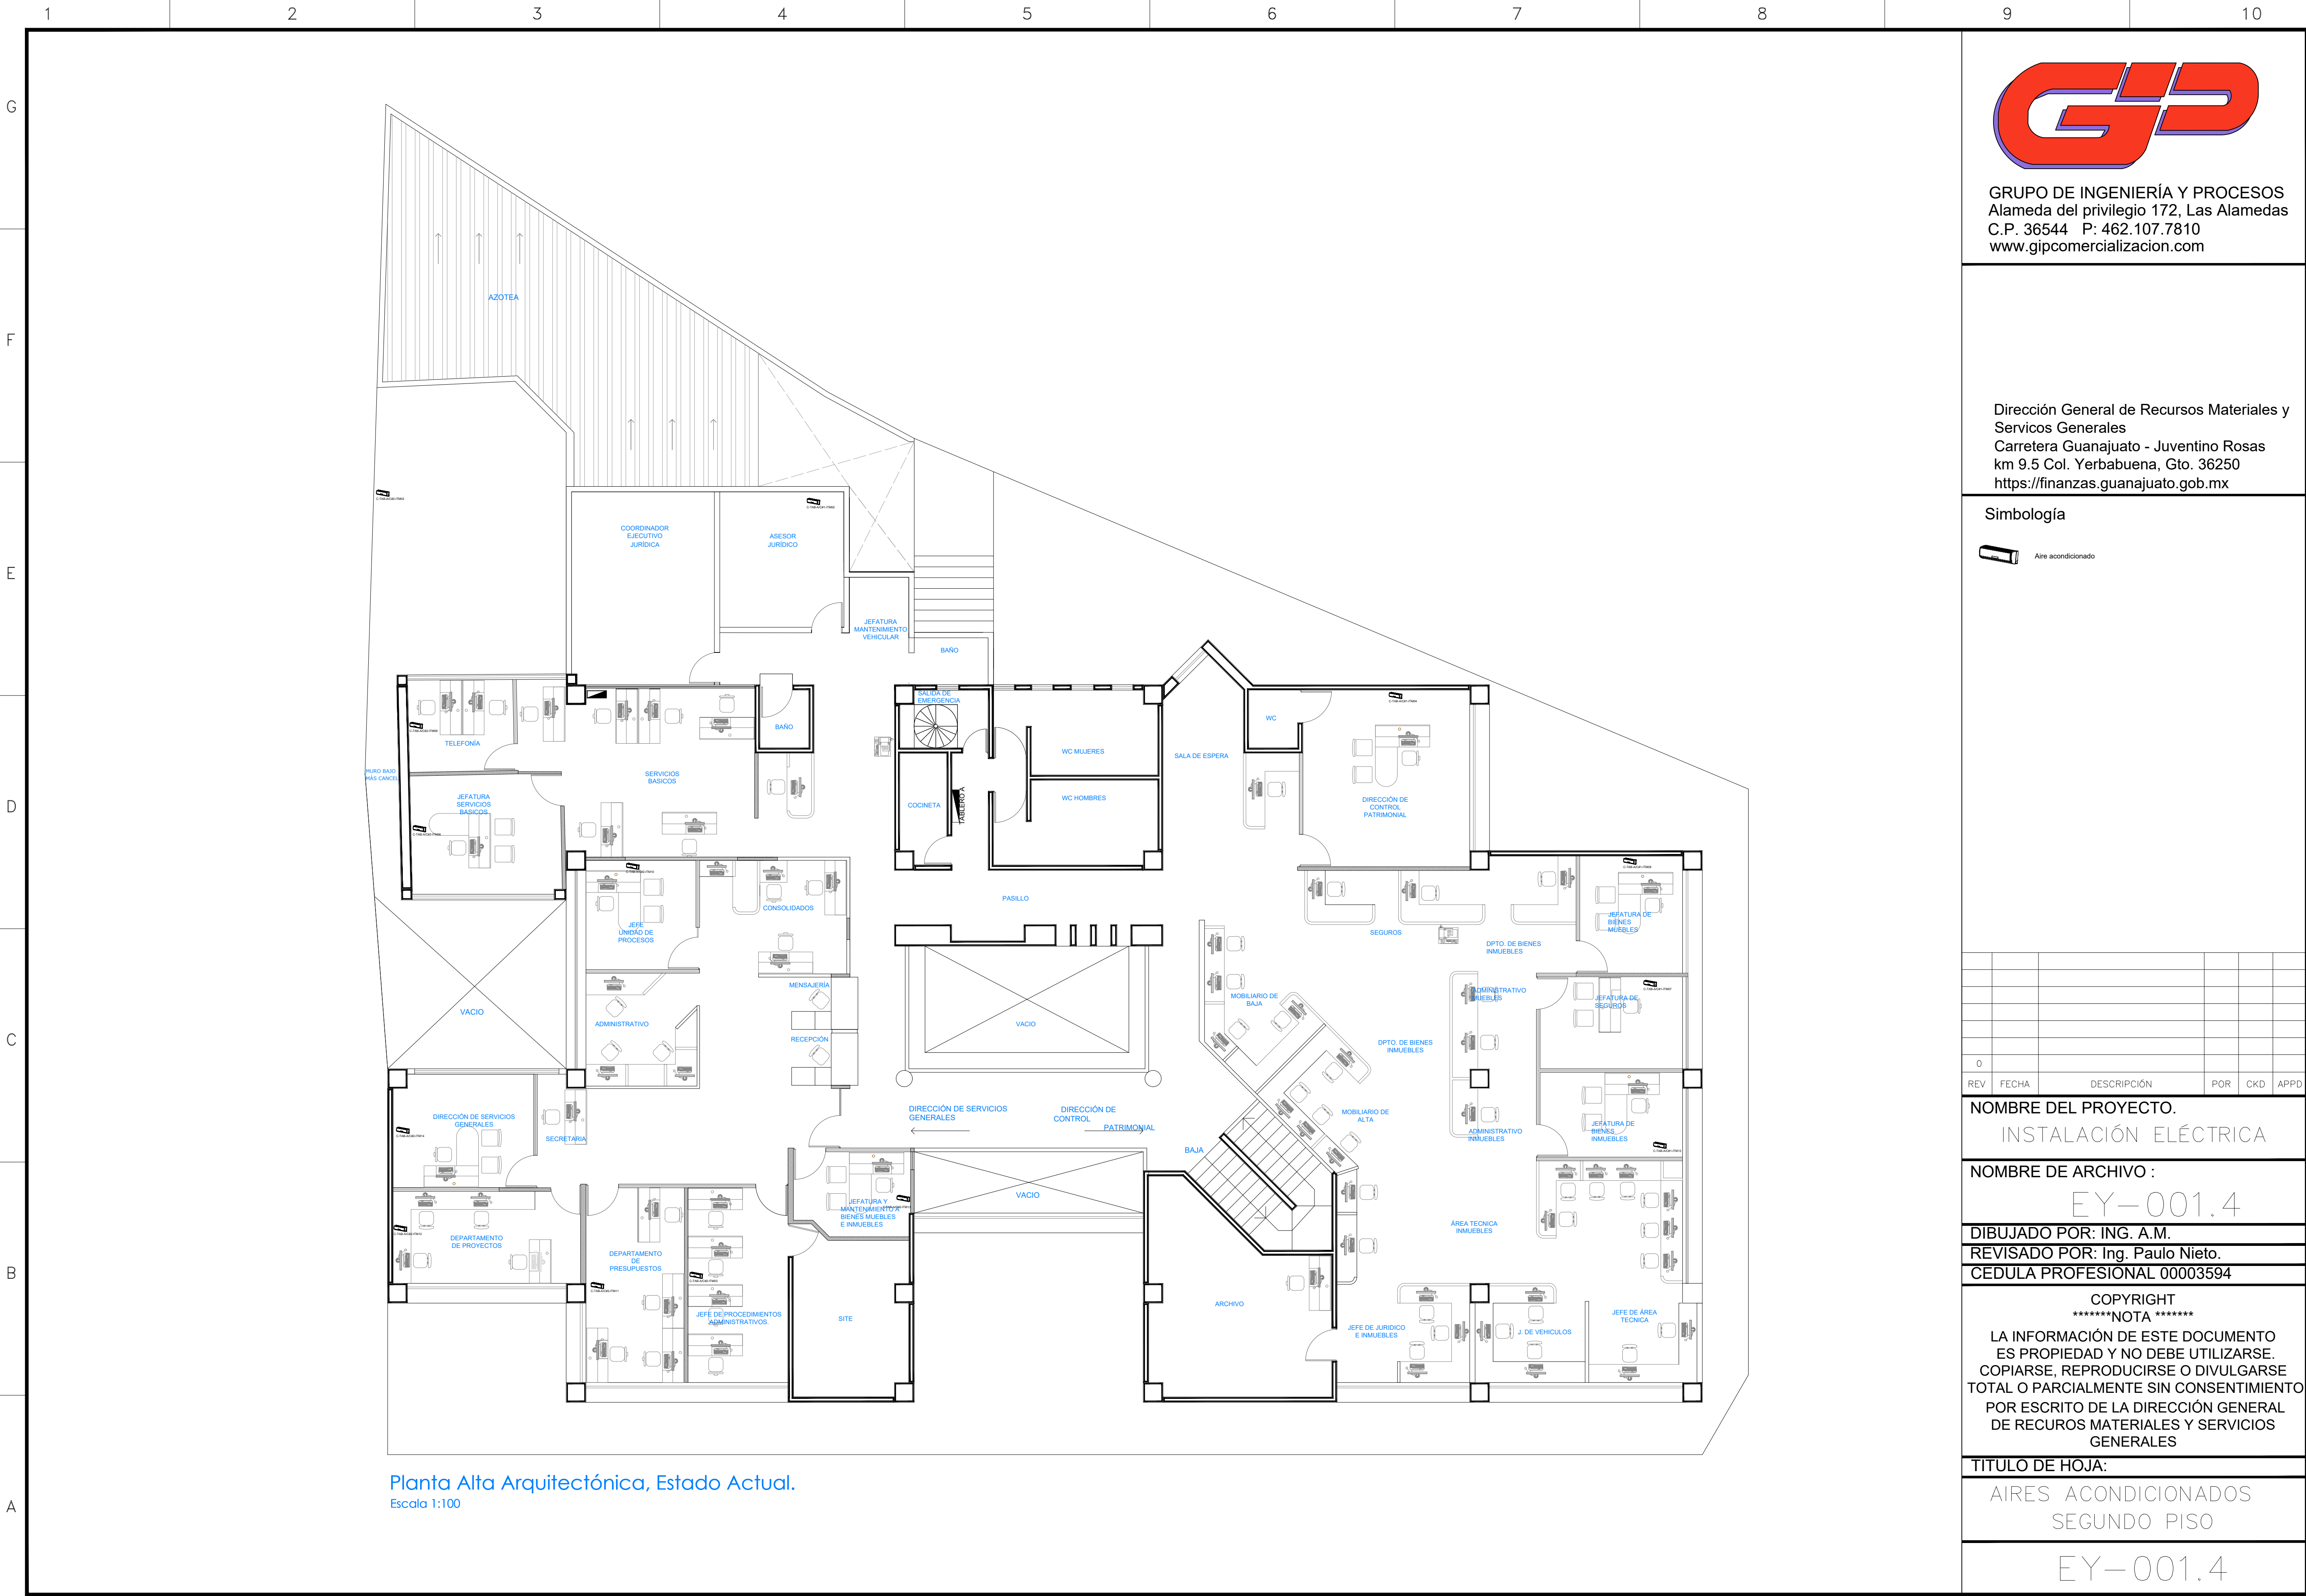 1 2 3 4 5 6 7 8 9 10
G
F
E
D
C
B
A
AZOTEA
COORDINADOR
EJECUTIVO
JURÍDICA
ASESOR
JURÍDICO
JEFATURA
MANTENIMIENTO
VEHICULAR
BAÑO
SALIDA DE
EMERGENCIA
BAÑO
TELEFONÍA
MURO BAJO
MÁS CANCEL
JEFATURA
SERVICIOS
BASICOS
SERVICIOS
BASICOS
COCINETA
TABLERO A
WC MUJERES
WC HOMBRES
SALA DE ESPERA
WC
DIRECCIÓN DE
CONTROL
PATRIMONIAL
JEFE
UNIDAD DE
PROCESOS
CONSOLIDADOS
PASILLO
SEGUROS
DPTO. DE BIENES
INMUEBLES
JEFATURA DE
BIENES
MUEBLES
MENSAJERÍA
ADMINISTRATIVO
RECEPCIÓN
VACIO
VACIO
MOBILIARIO DE
BAJA
ADMINISTRATIVO
MUEBLES
JEFATURA DE
SEGUROS
DPTO. DE BIENES
INMUEBLES
DIRECCIÓN DE SERVICIOS
GENERALES
SECRETARIA
DIRECCIÓN DE SERVICIOS
GENERALES
DIRECCIÓN DE
CONTROL
PATRIMONIAL
BAJA
MOBILIARIO DE
ALTA
ADMINISTRATIVO
INMUEBLES
JEFATURA DE
BIENES
INMUEBLES
JEFATURA Y
MANTENIMIENTO A
BIENES MUEBLES
E INMUEBLES
VACIO
DEPARTAMENTO
DE PROYECTOS
DEPARTAMENTO
DE
PRESUPUESTOS
ÁREA TECNICA
INMUEBLES
JEFE DE PROCEDIMIENTOS
ADMINISTRATIVOS.
SITE
ARCHIVO
JEFE DE JURIDICO
E INMUEBLES
J. DE VEHICULOS
JEFE DE ÁREA
TECNICA
Planta Alta Arquitectónica, Estado Actual.
Escala 1:100
GIP
GRUPO DE INGENIERÍA Y PROCESOS
Alameda del privilegio 172, Las Alamedas
C.P. 36544 P: 462.107.7810
www.gipcomercializacion.com
Dirección General de Recursos Materiales y
Servicos Generales
Carretera Guanajuato - Juventino Rosas
km 9.5 Col. Yerbabuena, Gto. 36250
https://finanzas.guanajuato.gob.mx
Simbología
Aire acondicionado
0
REV FECHA DESCRIPCIÓN POR CKD APPD
NOMBRE DEL PROYECTO.
INSTALACIÓN ELÉCTRICA
NOMBRE DE ARCHIVO :
EY-001.4
DIBUJADO POR: ING. A.M.
REVISADO POR: Ing. Paulo Nieto.
CEDULA PROFESIONAL 00003594
COPYRIGHT
*******NOTA *******
LA INFORMACIÓN DE ESTE DOCUMENTO
ES PROPIEDAD Y NO DEBE UTILIZARSE.
COPIARSE, REPRODUCIRSE O DIVULGARSE
TOTAL O PARCIALMENTE SIN CONSENTIMIENTO
POR ESCRITO DE LA DIRECCIÓN GENERAL
DE RECUROS MATERIALES Y SERVICIOS
GENERALES
TITULO DE HOJA:
AIRES ACONDICIONADOS
SEGUNDO PISO
EY-001.4